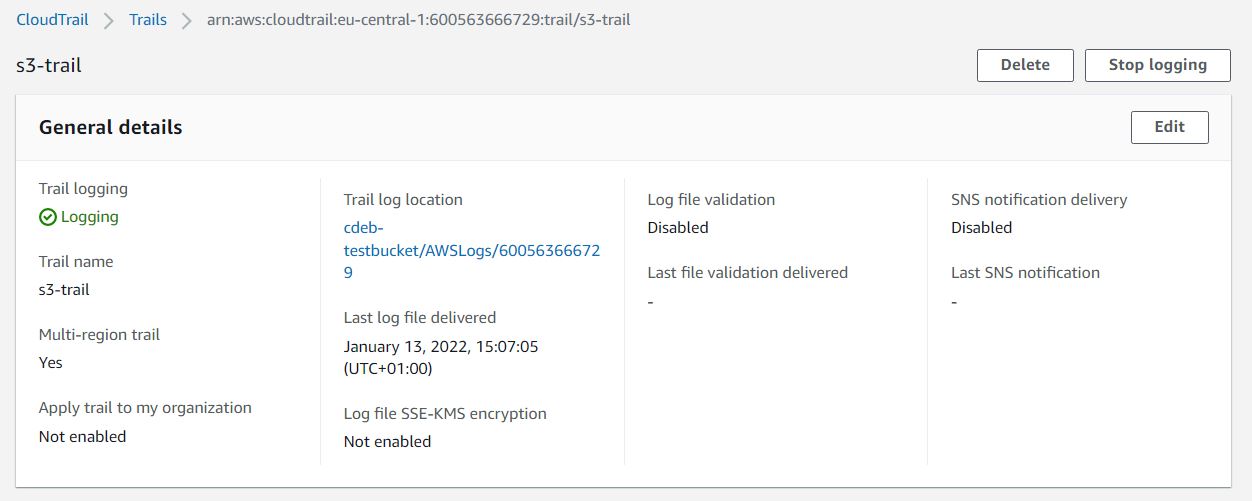 CloudTrail > Trails > arn:aws:cloudtrail:eu-central-1:600563666729:trail/s3-trail
s3-trail
Delete
Stop logging
General details
Edit
Trail logging
Logging
Trail name
s3-trail
Multi-region trail
Yes
Apply trail to my organization
Not enabled
Trail log location
cdeb-
testbucket/AWSLogs/60056366672
9
Last log file delivered
January 13, 2022, 15:07:05
(UTC+01:00)
Log file SSE-KMS encryption
Not enabled
Log file validation
Disabled
Last file validation delivered
-
SNS notification delivery
Disabled
Last SNS notification
-